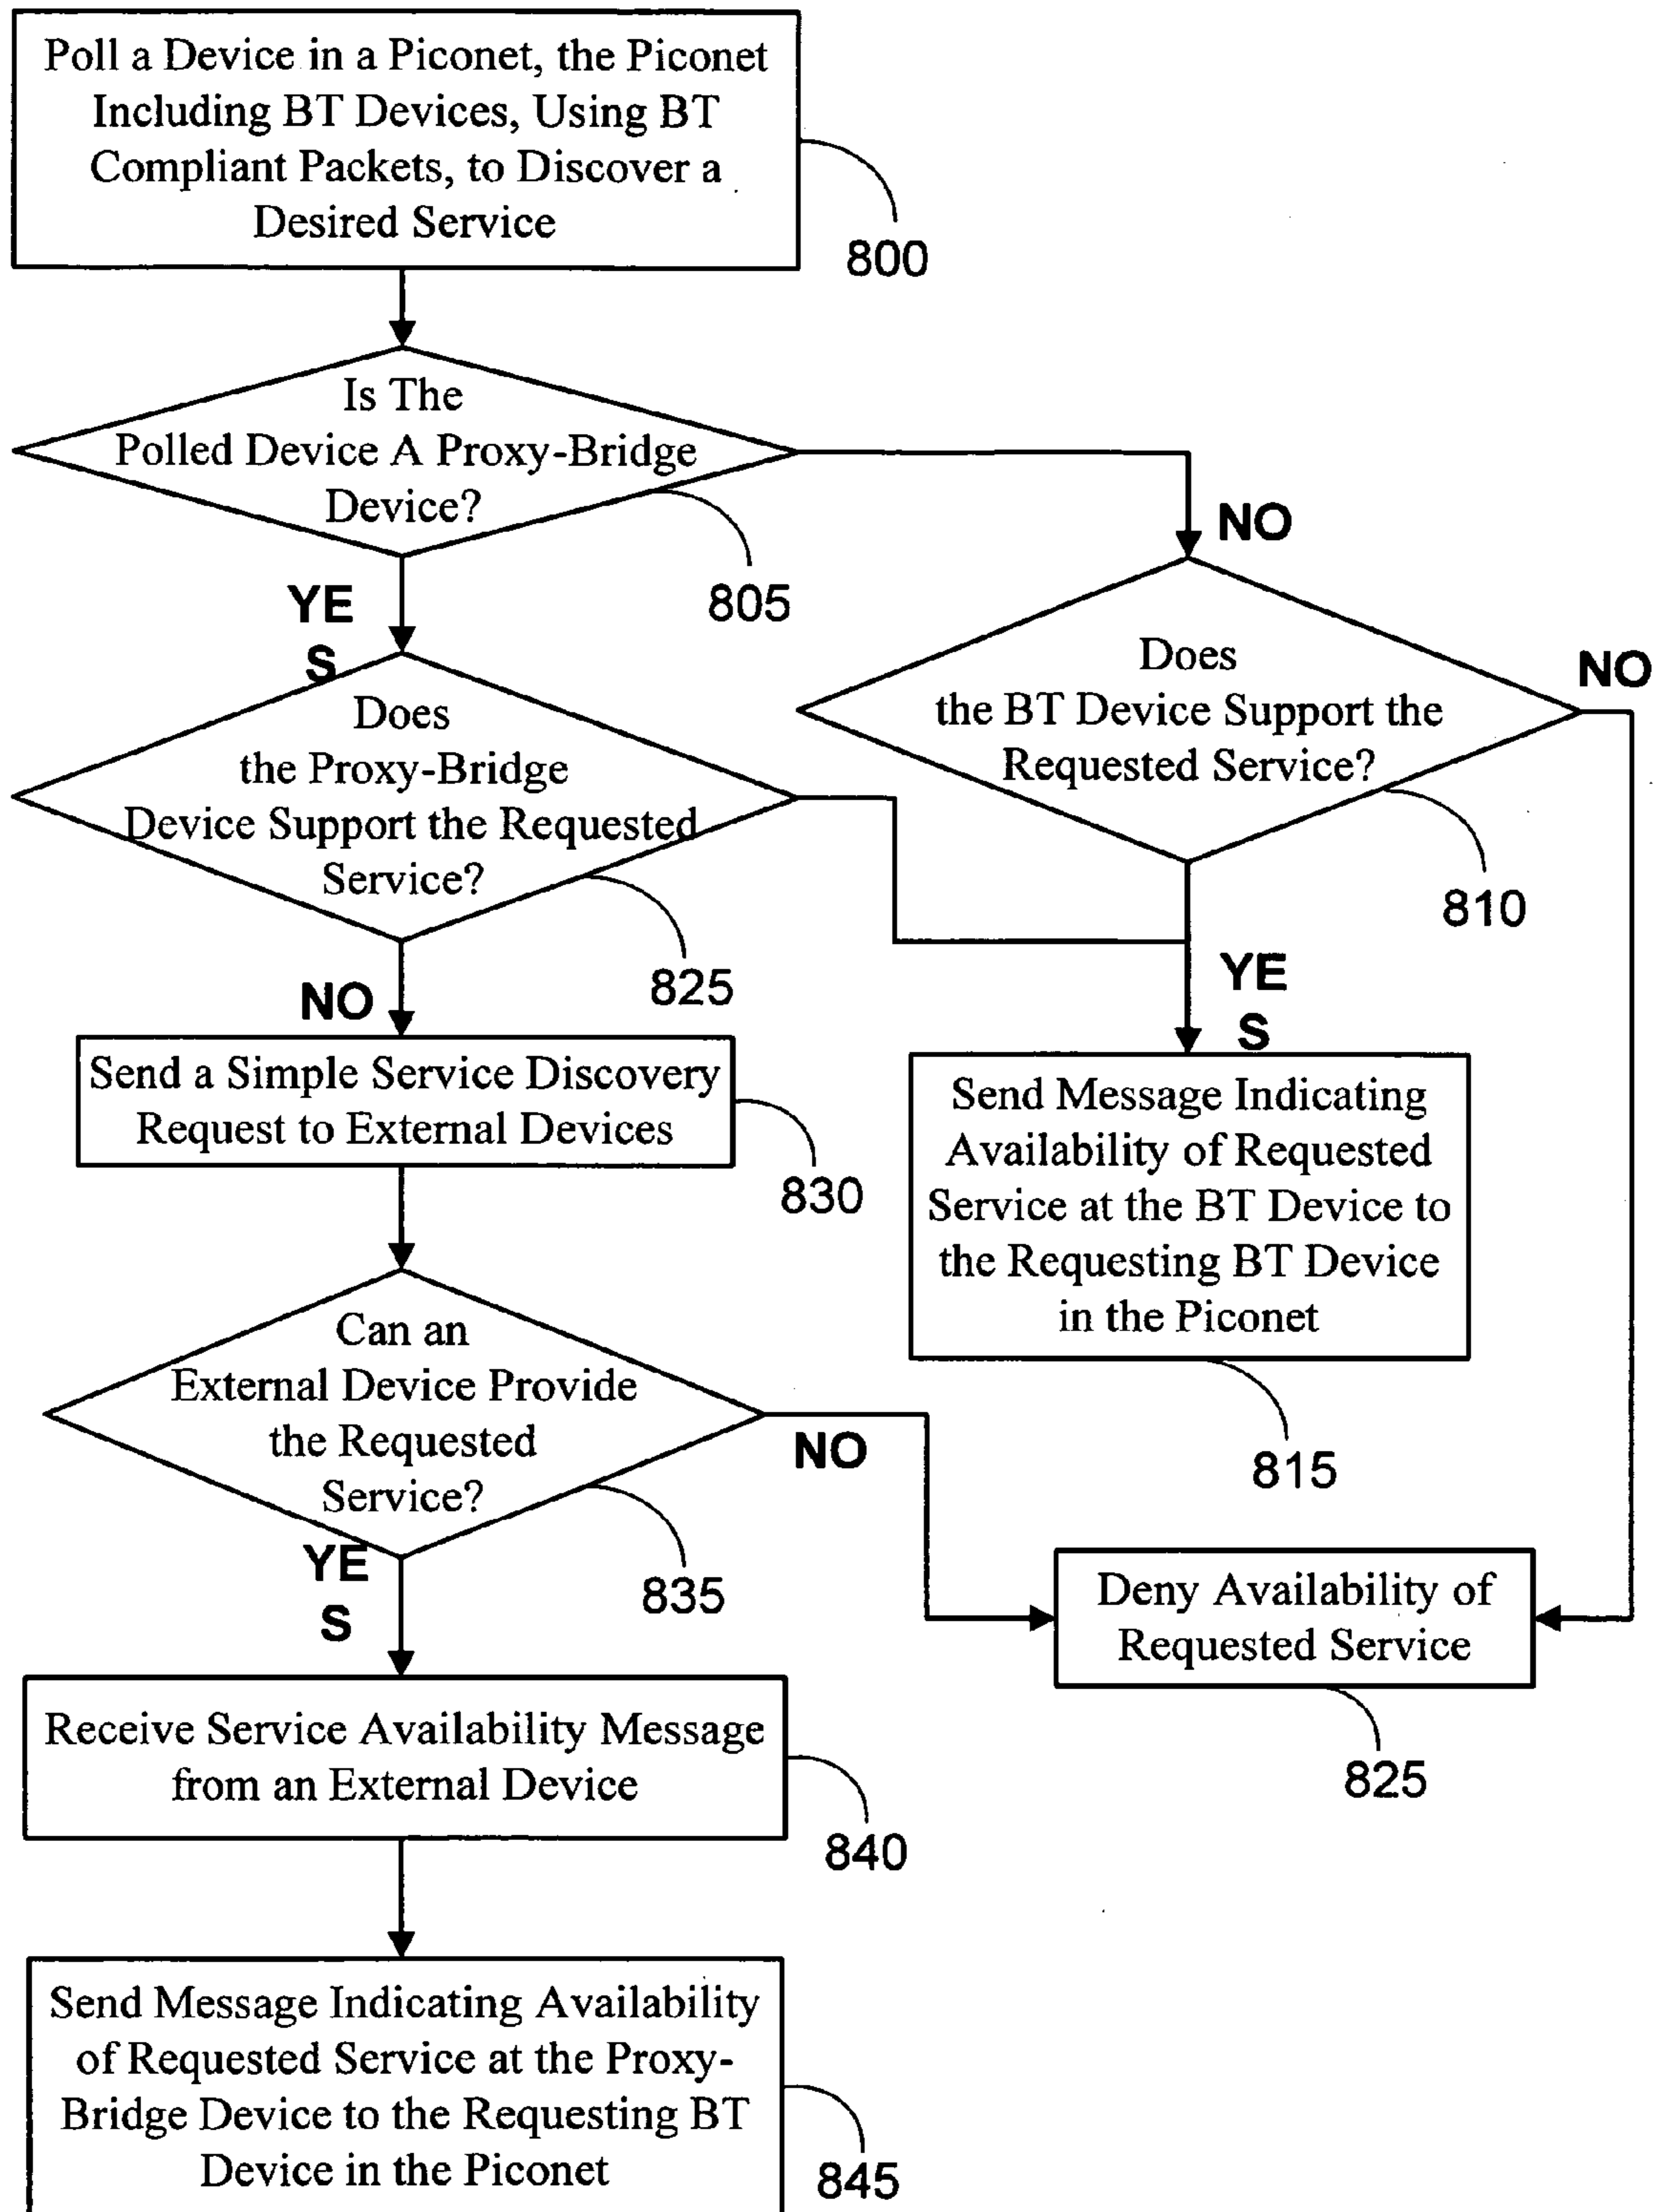 Poll a Device in a Piconet, the Piconet
Including BT Devices, Using BT
Compliant Packets, to Discover a
Desired Service
800
Is The
Polled Device A Proxy-Bridge
Device?
805
NO
YE
S
Does
the BT Device Support the
Requested Service?
NO
810
Does
the Proxy-Bridge
Device Support the Requested
Service?
825
NO
YE
S
Send a Simple Service Discovery
Request to External Devices
830
Send Message Indicating
Availability of Requested
Service at the BT Device to
the Requesting BT Device
in the Piconet
815
Can an
External Device Provide
the Requested
Service?
NO
835
YE
S
Deny Availability of
Requested Service
825
Receive Service Availability Message
from an External Device
840
Send Message Indicating Availability
of Requested Service at the Proxy-
Bridge Device to the Requesting BT
Device in the Piconet
845